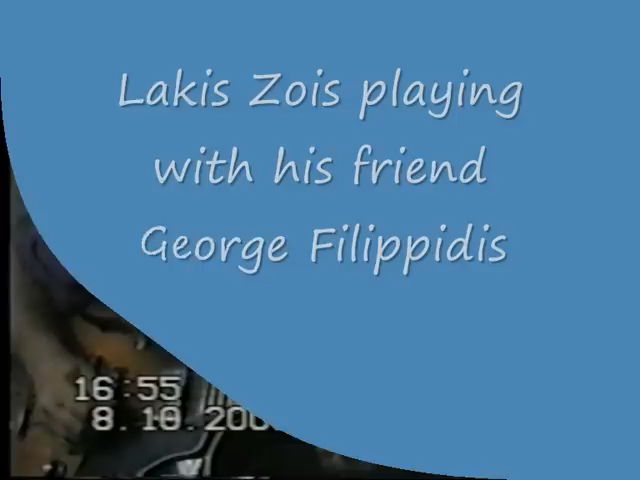 Lakis Zois playing
with his friend
George Filippidis
16:55
8.10.200